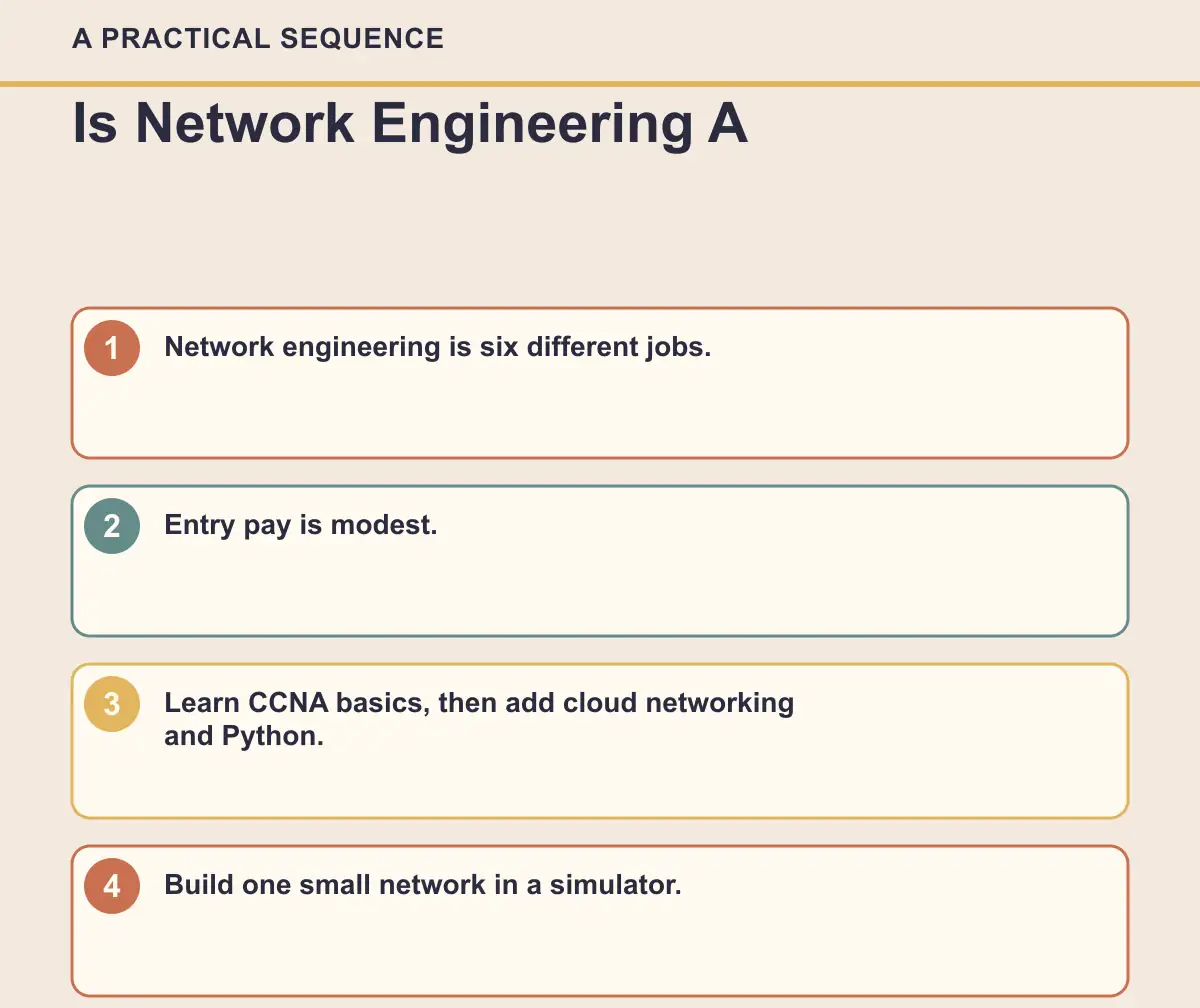 A PRACTICAL SEQUENCE
Is Network Engineering A
1
Network engineering is six different jobs.
2
Entry pay is modest.
3
Learn CCNA basics, then add cloud networking
and Python.
4
Build one small network in a simulator.